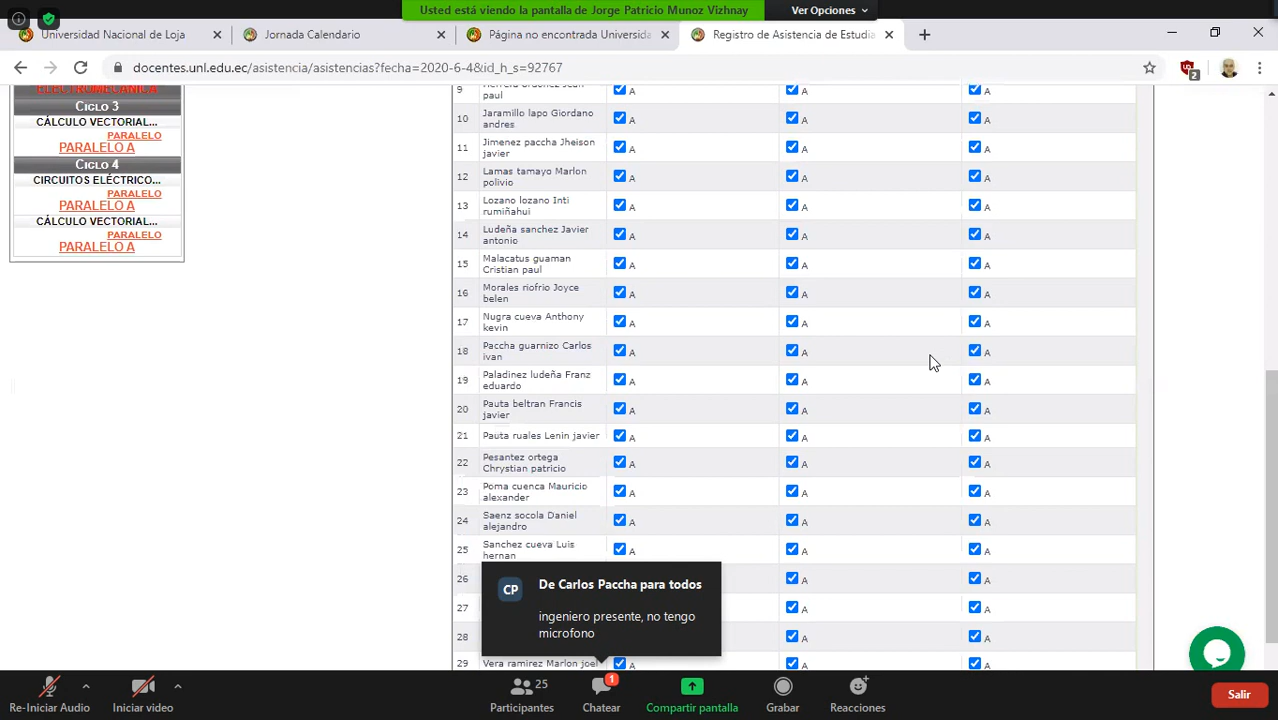 Usted está viendo la pantalla de Jorge Patricio Munoz Vizhnay
Ver Opciones
Universidad Nacional de Loja
Jornada Calendario
Página no encontrada Universida
Registro de Asistencia de Estudia
docentes.unl.edu.ec/asistencia/asistencias?fecha=2020-6-4&id_h_s=92767
2
ELECTROMECÁNICA
CICLO 3
CÁLCULO VECTORIAL...
PARALELO
PARALELO A
CICLO 4
CIRCUITOS ELÉCTRICO...
PARALELO
PARALELO A
CÁLCULO VECTORIAL...
PARALELO
PARALELO A
9 Herrera ordoñez Jean A A A
paul
10 Jaramillo lapo Giordano A A A
andres
11 Jimenez paccha Jheison A A A
javier
12 Lamas tamayo Marlon A A A
polivio
13 Lozano lozano Inti A A A
rumiñahui
14 Ludeña sanchez Javier A A A
antonio
15 Malacatus guaman A A A
Cristian paul
16 Morales riofrio Joyce A A A
belen
17 Nugra cueva Anthony A A A
kevin
18 Paccha guarnizo Carlos A A A
ivan
19 Paladinez ludeña Franz A A A
eduardo
20 Pauta beltran Francis A A A
javier
21 Pauta ruales Lenin javier A A A
22 Pesantez ortega A A A
Chrystian patricio
23 Poma cuenca Mauricio A A A
alexander
24 Saenz socola Daniel A A A
alejandro
25 Sanchez cueva Luis A A A
hernan
26 A A
27 A A
28 A A
29 Vera ramirez Marlon joel A A A
CP
De Carlos Paccha para todos
ingeniero presente, no tengo
microfono
Re-Iniciar Audio
Iniciar video
25
Participantes
1
Chatear
Compartir pantalla
Grabar
Reacciones
Salir